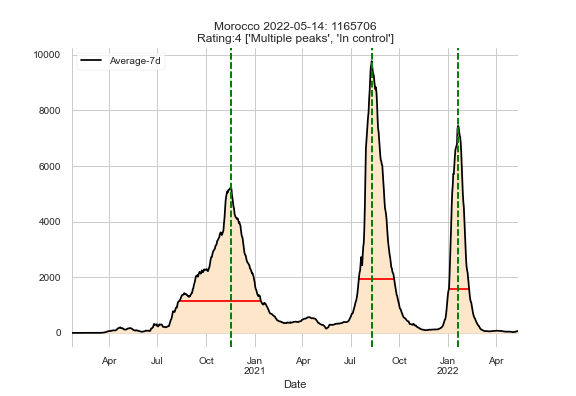 Morocco 2022-05-14: 1165706
Rating:4 ['Multiple peaks', 'In control']
Average-7d
10000
8000
6000
4000
2000
0
Apr
Jul
Oct
Jan
2021
Apr
Jul
Oct
Jan
2022
Apr
Date